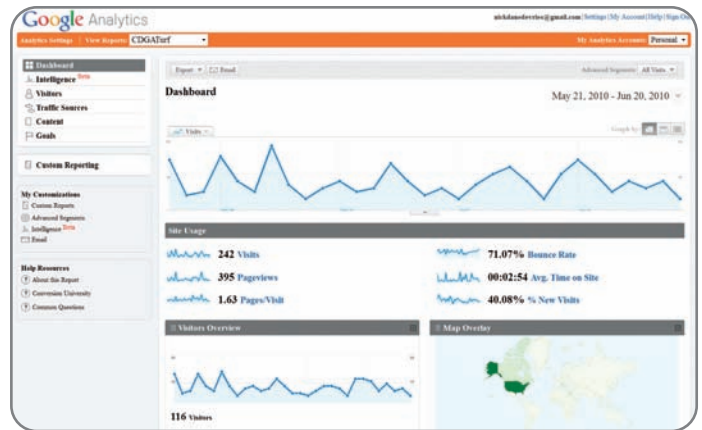 Google Analytics
Settings | My Account | Help | Sign Out
Analytics Settings | View Reports: CDGATurf
My Analytics Accounts: Personal
Dashboard
Intelligence Beta
Visitors
Traffic Sources
Content
Goals
Custom Reporting
My Customizations
Custom Reports
Advanced Segments
Intelligence Beta
Email
Help Resources
About this Report
Conversion University
Common Questions
Export Email
Advanced Segments: All Visits
Dashboard
May 21, 2010 - Jun 20, 2010
Visits
Graph by:
Site Usage
242 Visits
71.07% Bounce Rate
395 Pageviews
00:02:54 Avg. Time on Site
1.63 Pages/Visit
40.08% % New Visits
Visitors Overview
Map Overlay
116 Visitors